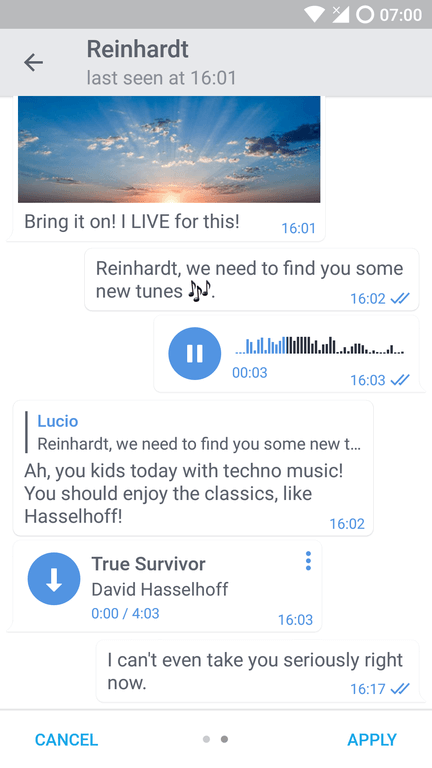 07:00
Reinhardt
last seen at 16:01
Bring it on! I LIVE for this!
16:01
Reinhardt, we need to find you some
new tunes 🎶.
16:02
00:03
16:03
Lucio
Reinhardt, we need to find you some new t...
Ah, you kids today with techno music!
You should enjoy the classics, like
Hasselhoff!
16:02
True Survivor
David Hasselhoff
0:00 / 4:03
16:03
I can't even take you seriously right
now.
16:17
CANCEL
APPLY